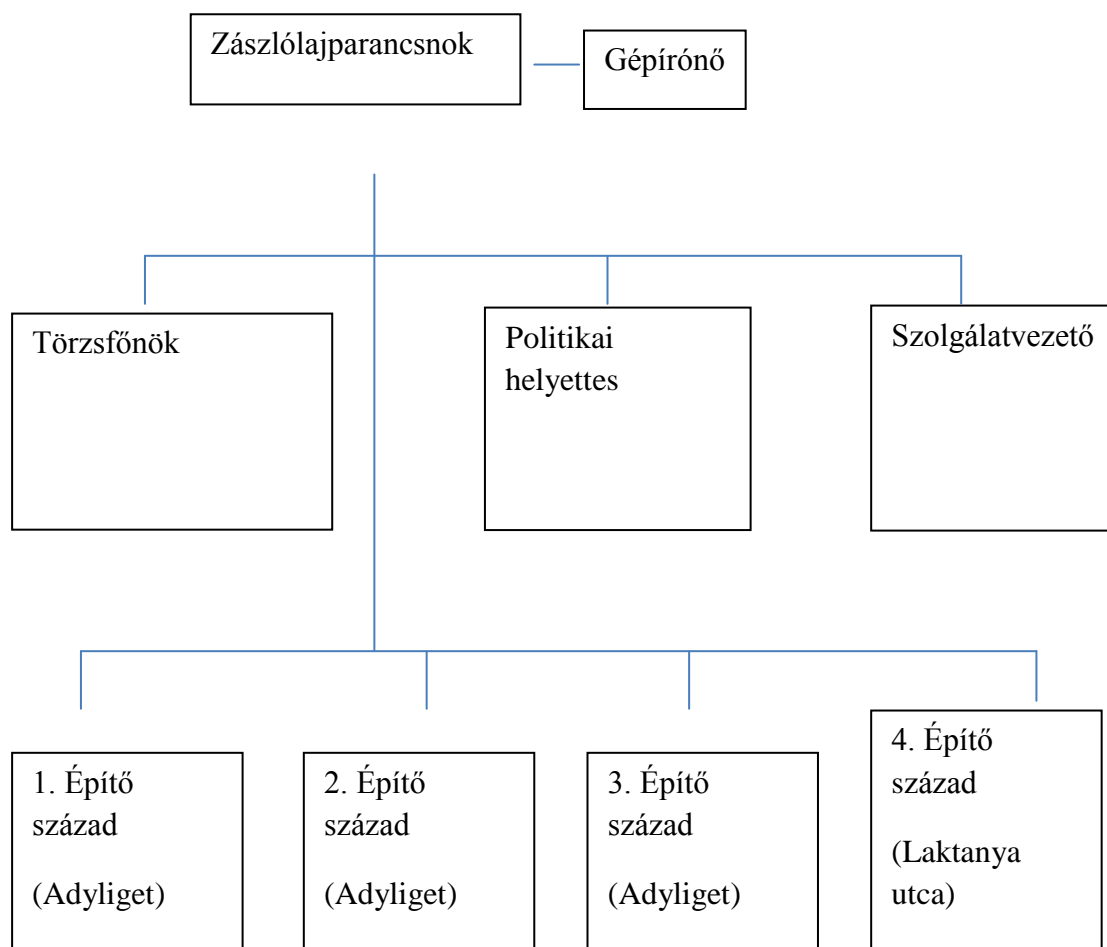 Zászlólajparancsnok
Gépírónő
Törzsfőnök
Politikai
helyettes
Szolgálatvezető
1. Építő
század
(Adyliget)
2. Építő
század
(Adyliget)
3. Építő
század
(Adyliget)
4. Építő
század
(Laktanya
utca)